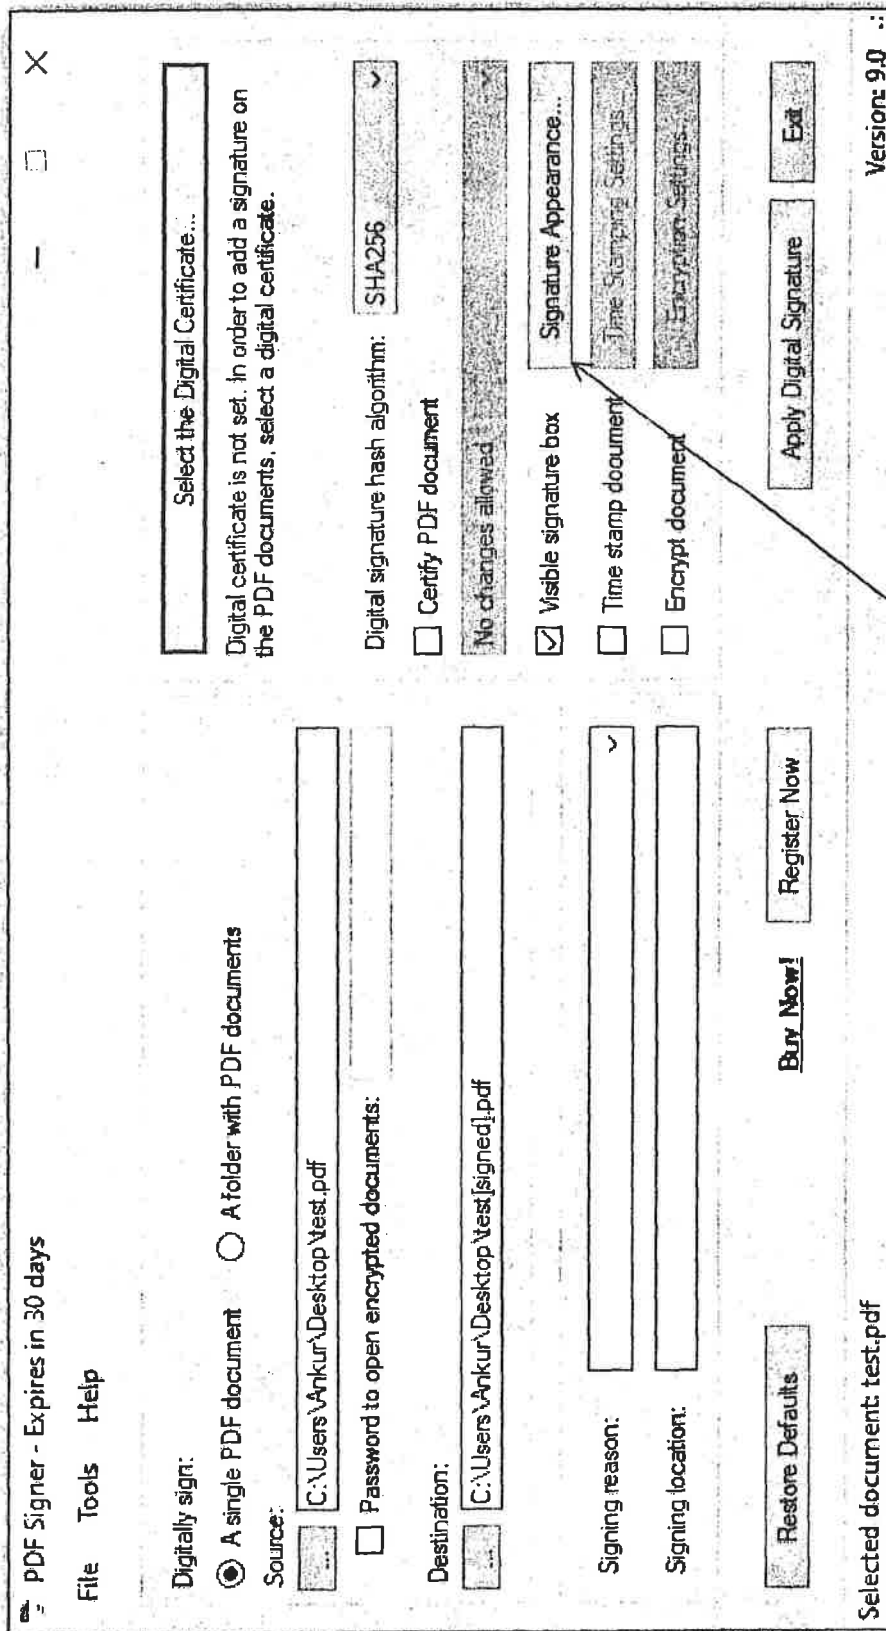 PDF Signer - Expires in 30 days
File Tools Help
Digitally sign:
A single PDF document
A folder with PDF documents
Source:
... C:\Users\Ankur\Desktop\test.pdf
Password to open encrypted documents:
Destination:
... C:\Users\Ankur\Desktop\test[signed].pdf
Signing reason:
Signing location:
Restore Defaults
Buy Now!
Register Now
Select the Digital Certificate...
Digital certificate is not set. In order to add a signature on
the PDF documents, select a digital certificate.
Digital signature hash algorithm: SHA256
Certify PDF document
No changes allowed
Visible signature box
Signature Appearance...
Time stamp document
Time Stamping Settings...
Encrypt document
Encryption Settings...
Apply Digital Signature
Exit
Selected document: test.pdf
Version: 9.0